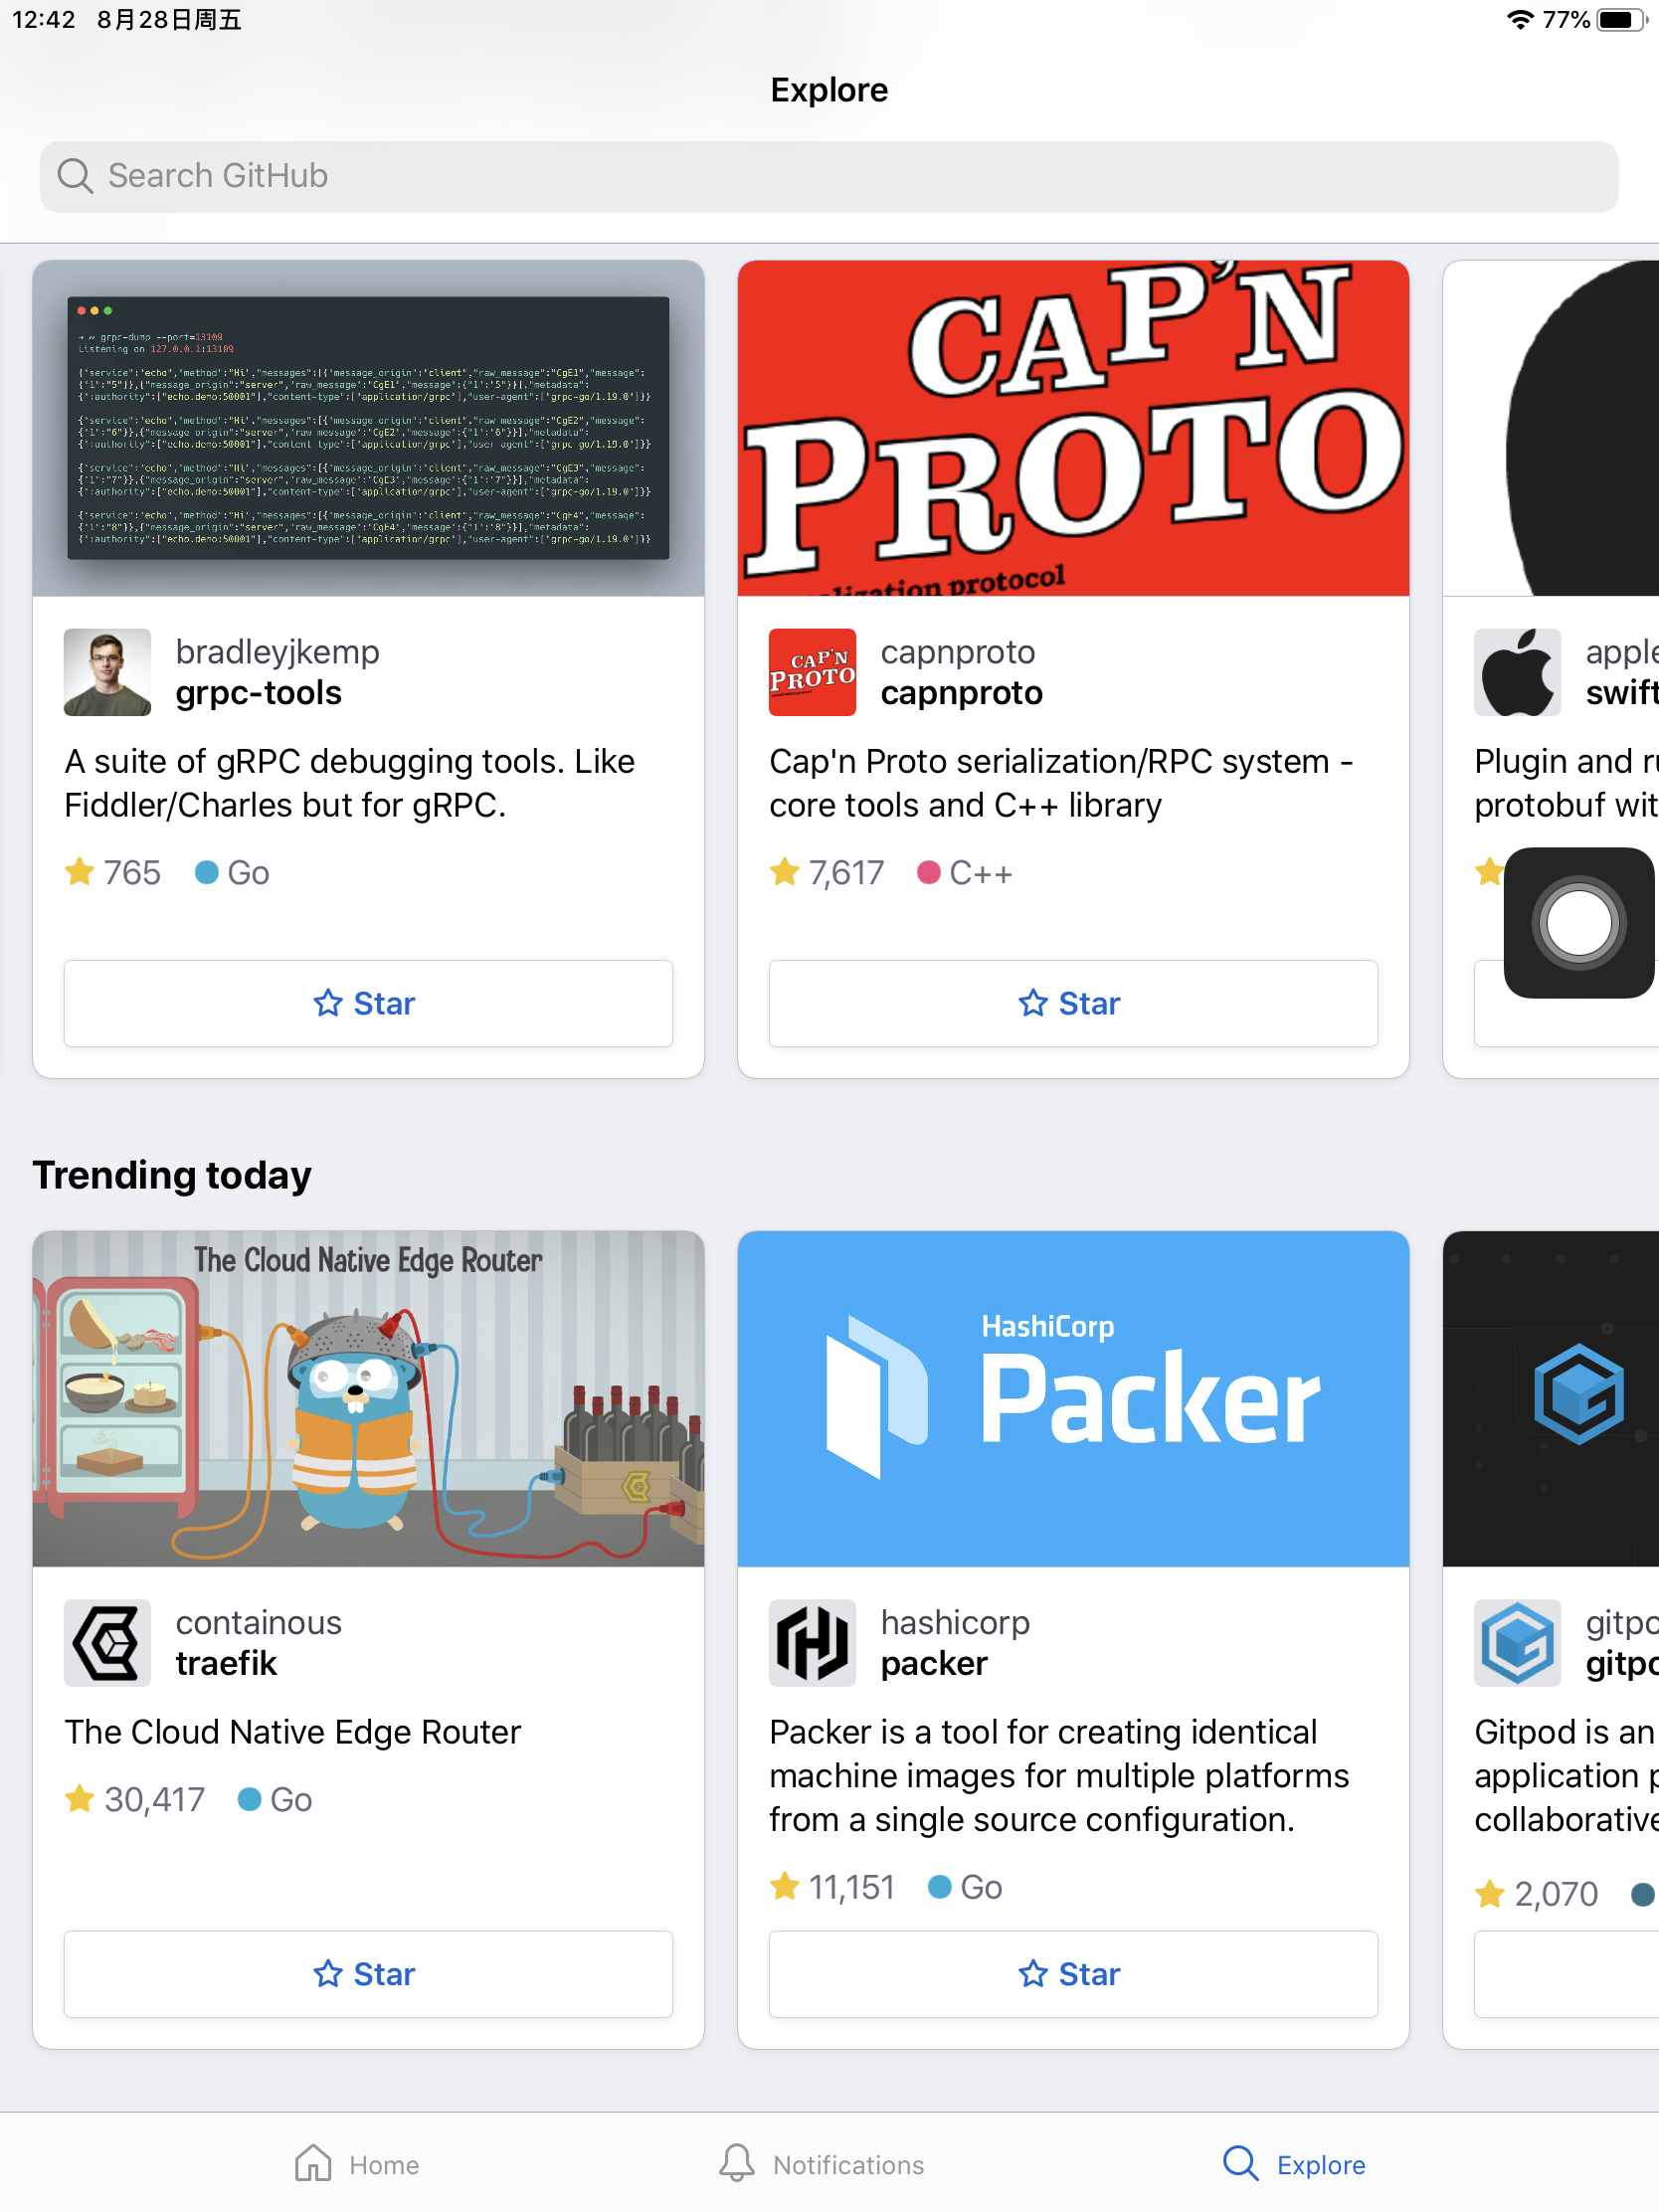 12:42 8月28日周五
77%
Explore
Search GitHub
➜ ~ grpc-dump --port=13109
Listening on 127.0.0.1:13109
CAP'N
PROTO
lization protocol
bradleyjkemp
grpc-tools
A suite of gRPC debugging tools. Like
Fiddler/Charles but for gRPC.
765 Go
Star
CAP'N
PROTO
capnproto
capnproto
Cap'n Proto serialization/RPC system -
core tools and C++ library
7,617 C++
Star
apple
swift
Plugin and ru
protobuf wit
Trending today
The Cloud Native Edge Router
containous
traefik
The Cloud Native Edge Router
30,417 Go
Star
HashiCorp
Packer
hashicorp
packer
Packer is a tool for creating identical
machine images for multiple platforms
from a single source configuration.
11,151 Go
Star
gitpo
gitpo
Gitpod is an
application p
collaborative
2,070
Home
Notifications
Explore